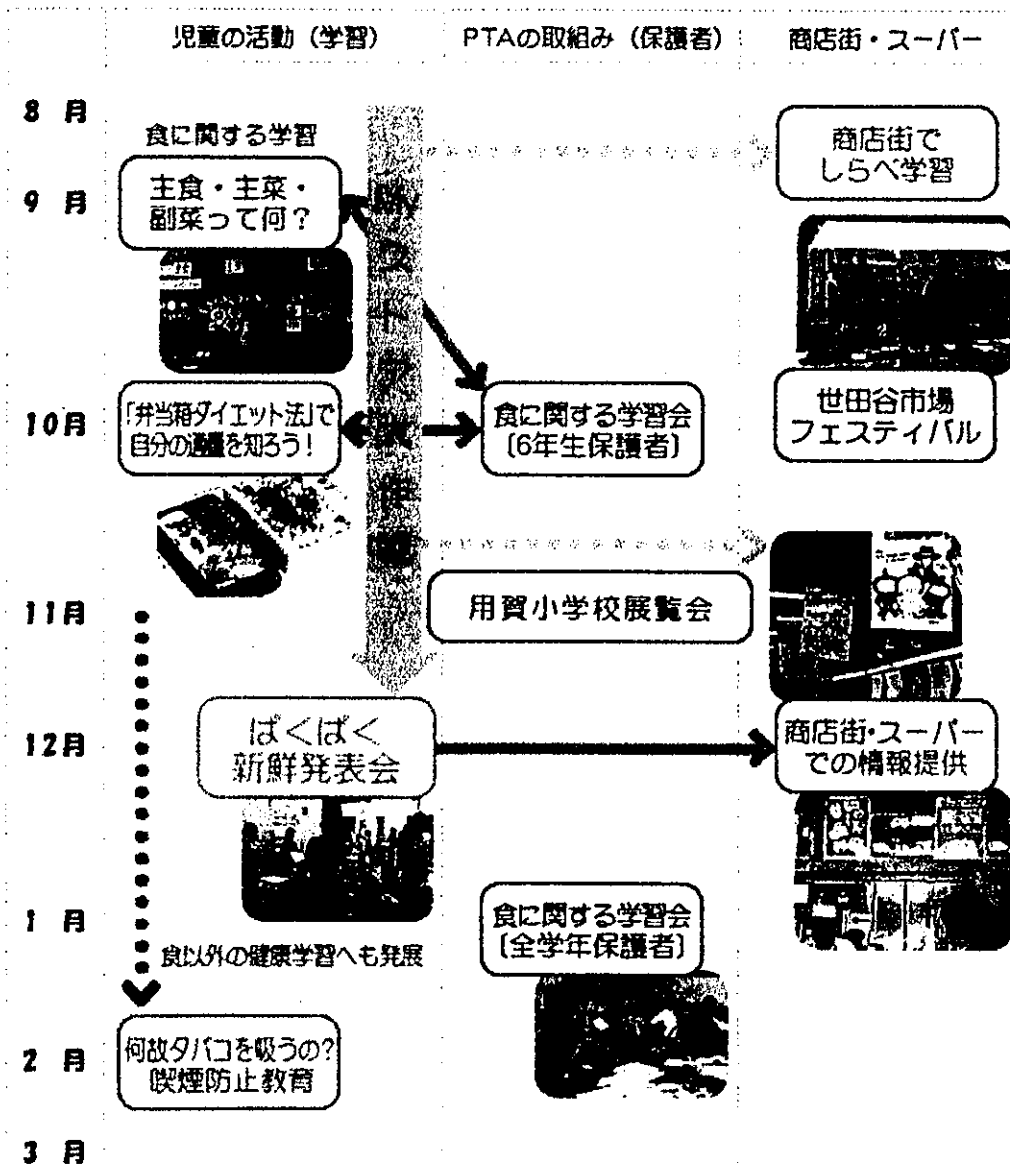 児童の活動（学習）
PTAの取組み（保護者）
商店街・スーパー
8 月
食に関する学習
商店街で
しらべ学習
9 月
主食・主菜・
副菜って何？
10月
「弁当箱ダイエット法」で
自分の適量を知ろう！
食に関する学習会
〔6年生保護者〕
世田谷市場
フェスティバル
11月
用賀小学校展覧会
12月
ぱくぱく
新鮮発表会
商店街・スーパー
での情報提供
1 月
食以外の健康学習へも発展
食に関する学習会
〔全学年保護者〕
2 月
何故タバコを吸うの？
喫煙防止教育
3 月